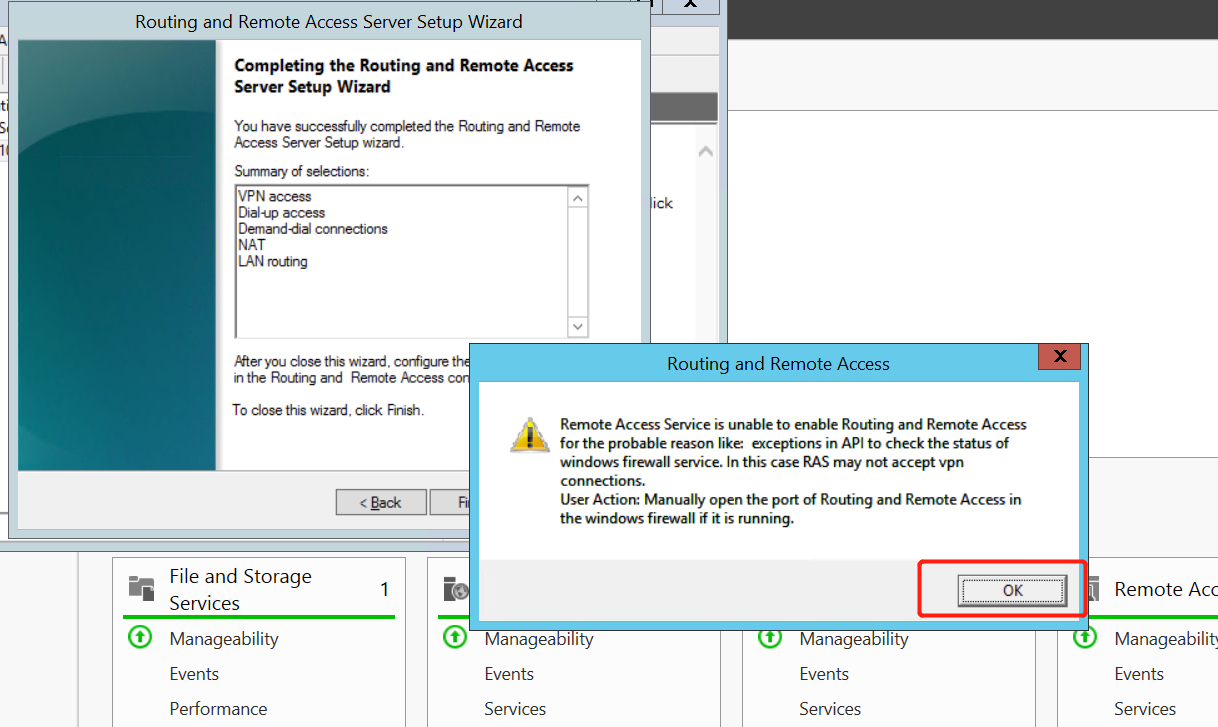 Routing and Remote Access Server Setup Wizard
X
Completing the Routing and Remote Access
Server Setup Wizard
You have successfully completed the Routing and Remote
Access Server Setup wizard.
Summary of selections:
VPN access
Dial-up access
Demand-dial connections
NAT
LAN routing
After you close this wizard, configure the
in the Routing and Remote Access con
To close this wizard, click Finish.
< Back
Fi
lick
Routing and Remote Access
X
Remote Access Service is unable to enable Routing and Remote Access
for the probable reason like: exceptions in API to check the status of
windows firewall service. In this case RAS may not accept vpn
connections.
User Action: Manually open the port of Routing and Remote Access in
the windows firewall if it is running.
OK
File and Storage
Services
1
Manageability
Events
Performance
Manageability
Events
Services
Manageability
Events
Services
Remote Acc
Manageability
Events
Services